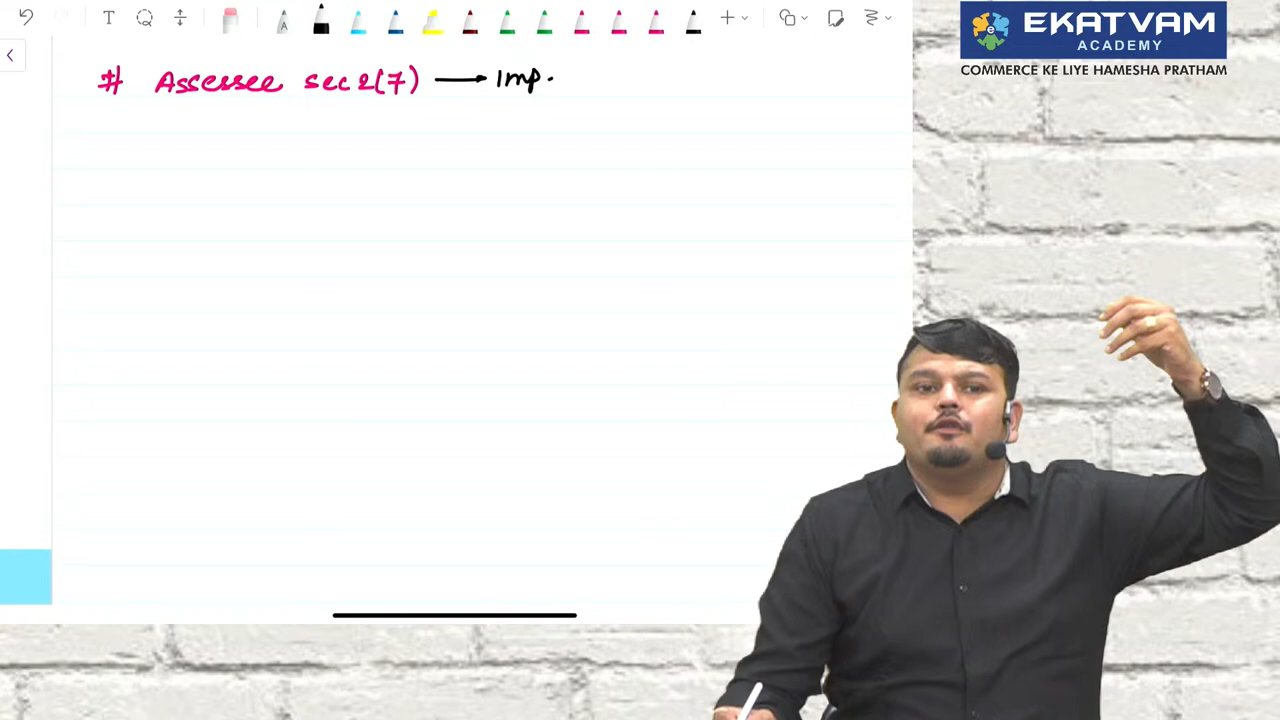 # Assessee sec 2(7) → Imp.
EKATVAM
ACADEMY
COMMERCE KE LIYE HAMESHA PRATHAM
T
A